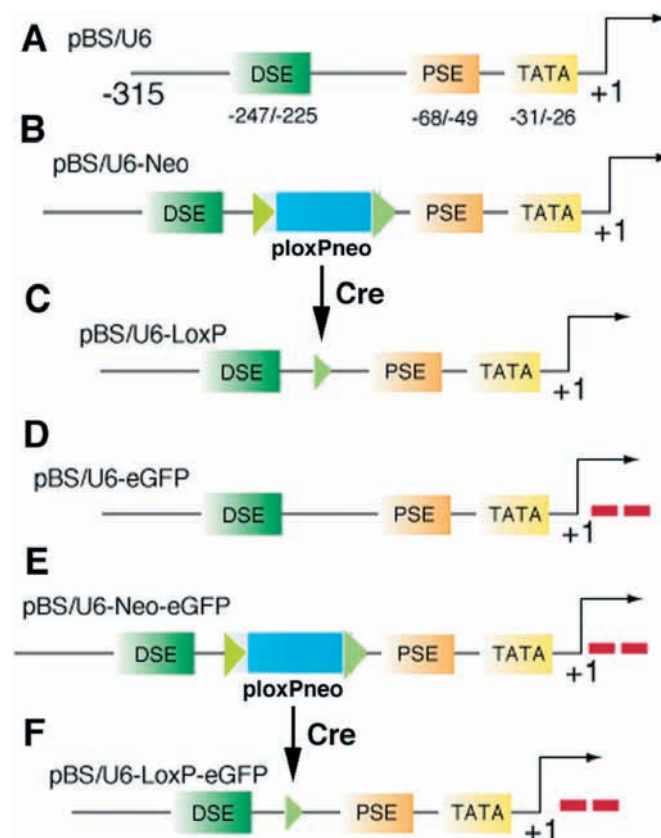 A
pBS/U6
DSE PSE TATA
-315 +1
-247/-225 -68/-49 -31/-26
B
pBS/U6-Neo
DSE PSE TATA
+1
ploxPneo
Cre
C
pBS/U6-LoxP
DSE PSE TATA
+1
D
pBS/U6-eGFP
DSE PSE TATA
+1
E
pBS/U6-Neo-eGFP
DSE PSE TATA
+1
ploxPneo
Cre
F
pBS/U6-LoxP-eGFP
DSE PSE TATA
+1